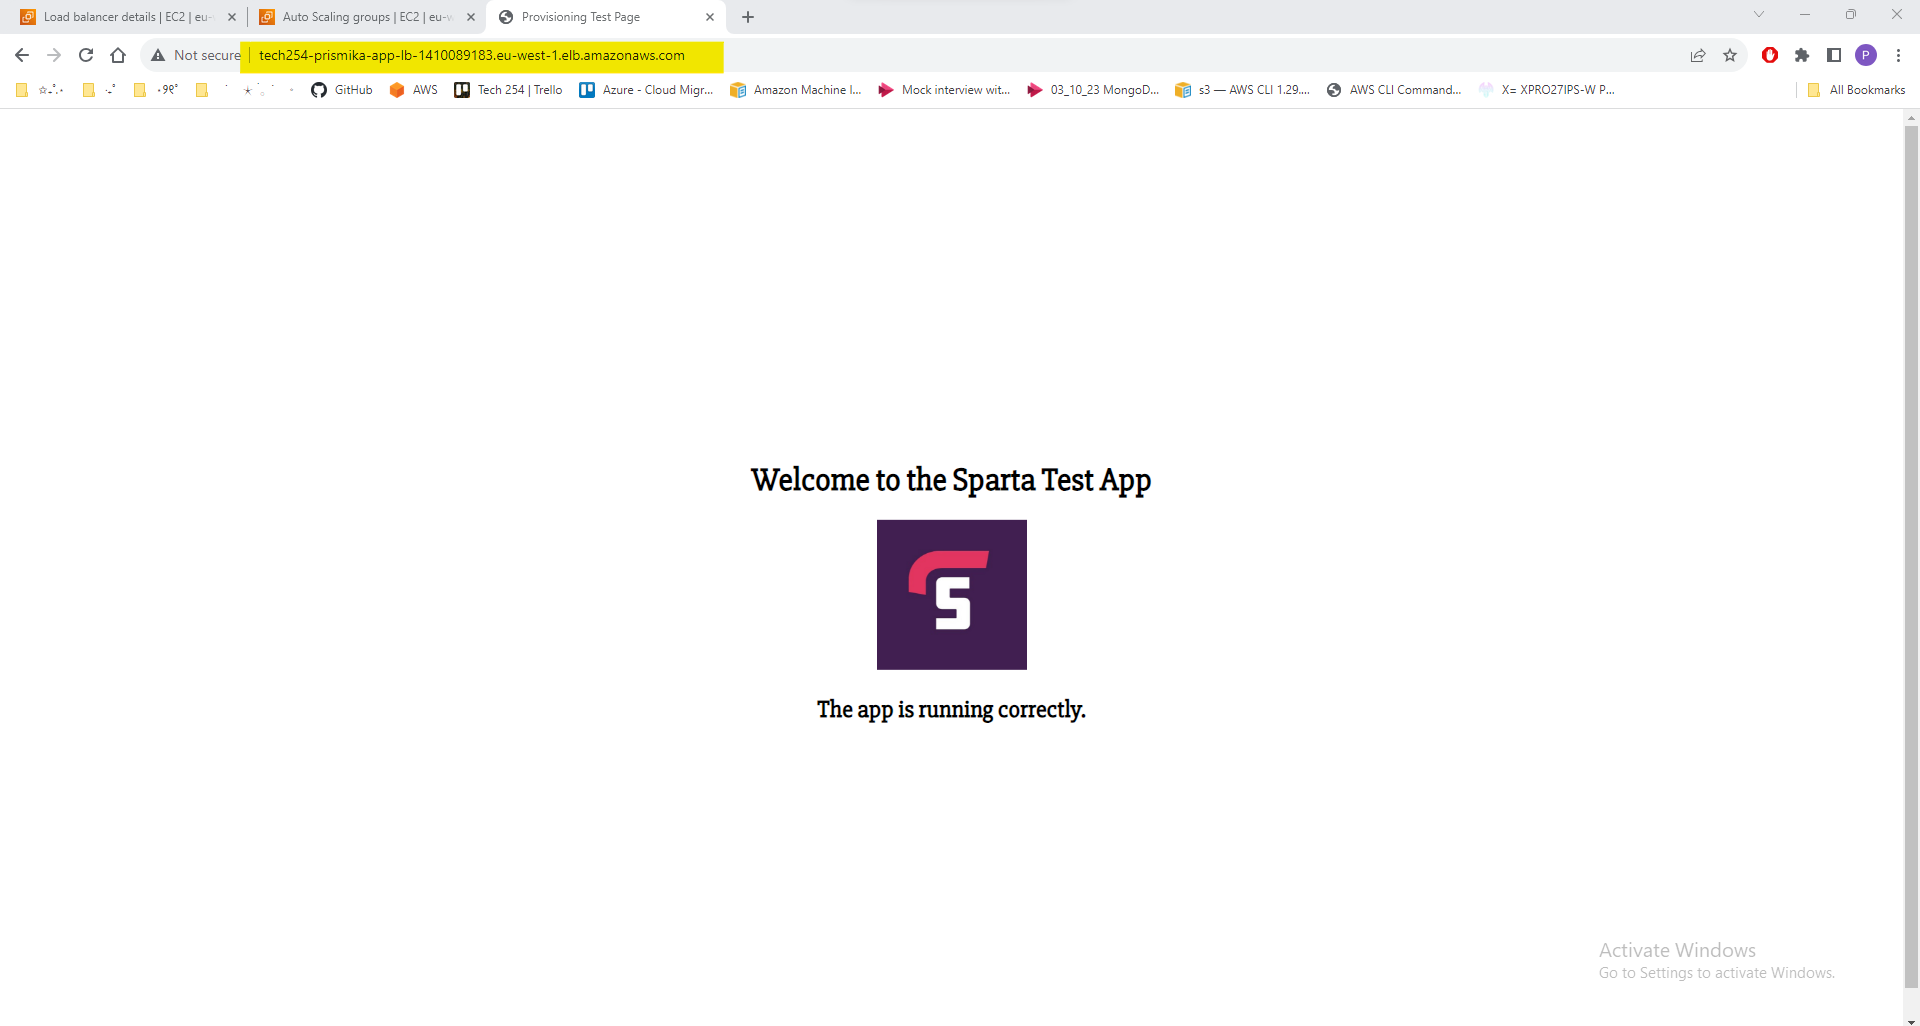 Load balancer details | EC2 | eu-
Auto Scaling groups | EC2 | eu-w
Provisioning Test Page
Not secure
tech254-prismika-app-lb-1410089183.eu-west-1.elb.amazonaws.com
P
GitHub
AWS
Tech 254 | Trello
Azure - Cloud Migr...
Amazon Machine I...
Mock interview wit...
03_10_23 MongoD...
s3 — AWS CLI 1.29....
AWS CLI Command...
X= XPRO27IPS-W P...
All Bookmarks
Welcome to the Sparta Test App
S
The app is running correctly.
Activate Windows
Go to Settings to activate Windows.